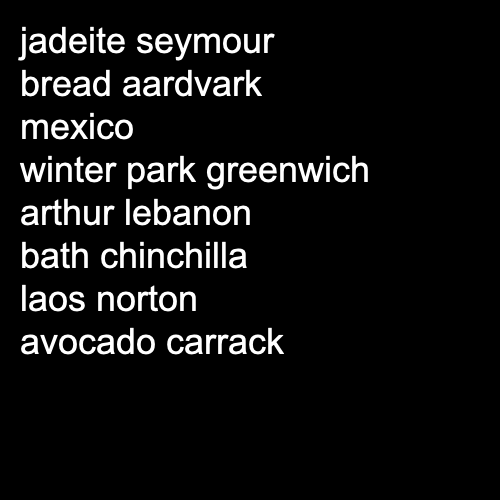 jadeite seymour
bread aardvark
mexico
winter park greenwich
arthur lebanon
bath chinchilla
laos norton
avocado carrack